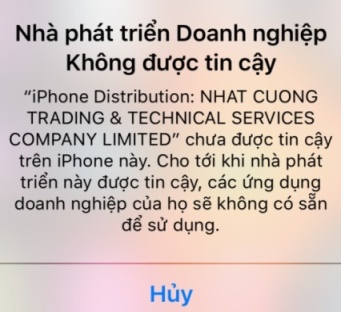 Nhà phát triển Doanh nghiệp
Không được tin cậy
“iPhone Distribution: NHAT CUONG
TRADING & TECHNICAL SERVICES
COMPANY LIMITED” chưa được tin cậy
trên iPhone này. Cho tới khi nhà phát
triển này được tin cậy, các ứng dụng
doanh nghiệp của họ sẽ không có sẵn
để sử dụng.
Hủy